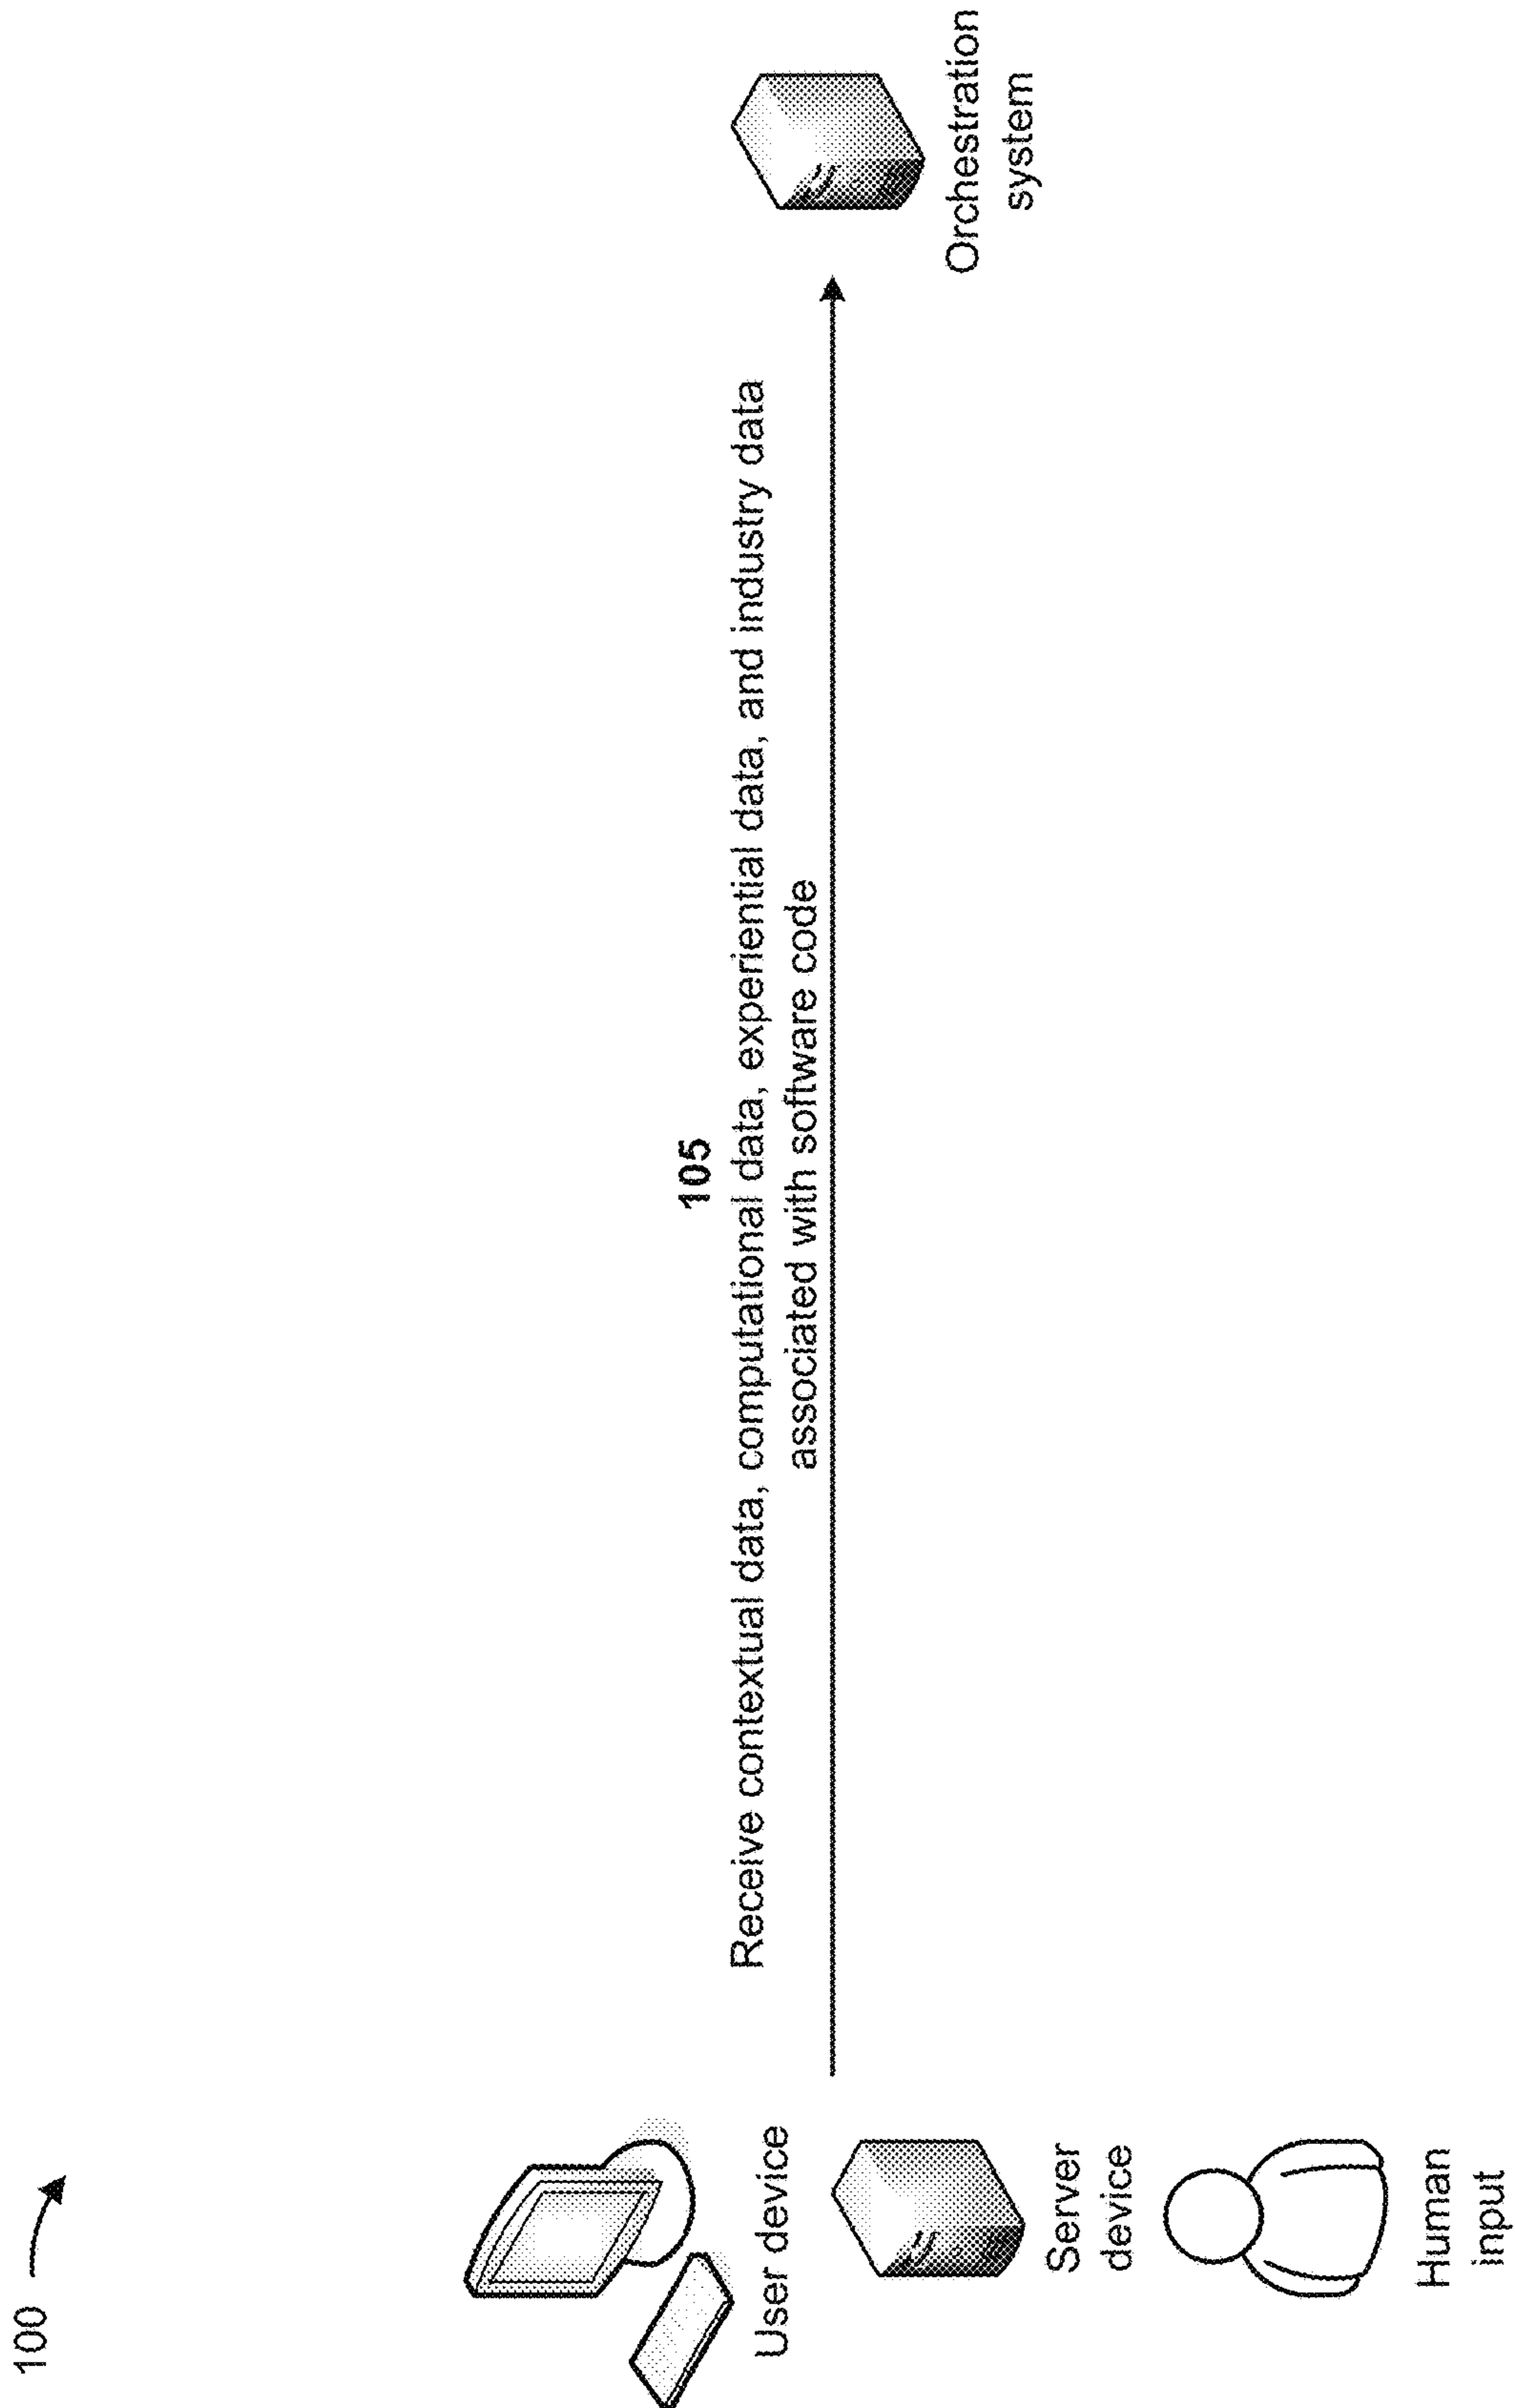 100
105
Receive contextual data, computational data, experiential data, and industry data
associated with software code
User device
Server
device
Human
input
Orchestration
system